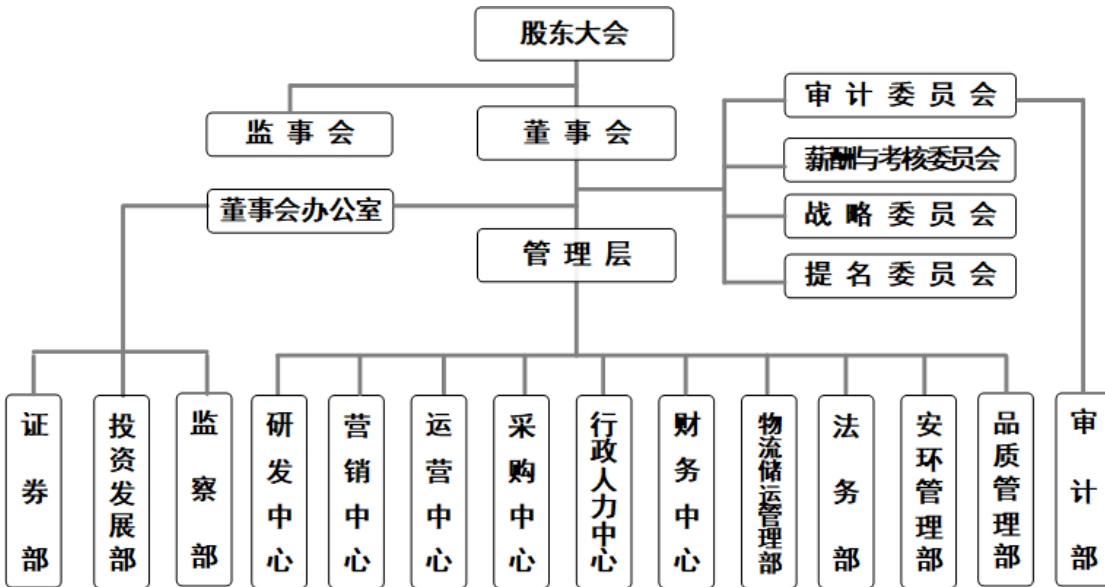 股东大会
审计委员会
监事会
董事会
薪酬与考核委员会
董事会办公室
战略委员会
管理层
提名委员会
证券部
投资发展部
监察部
研发中心
营销中心
运营中心
采购中心
行政人力中心
财务中心
物流储运管理部
法务部
安环管理部
品质管理部
审计部